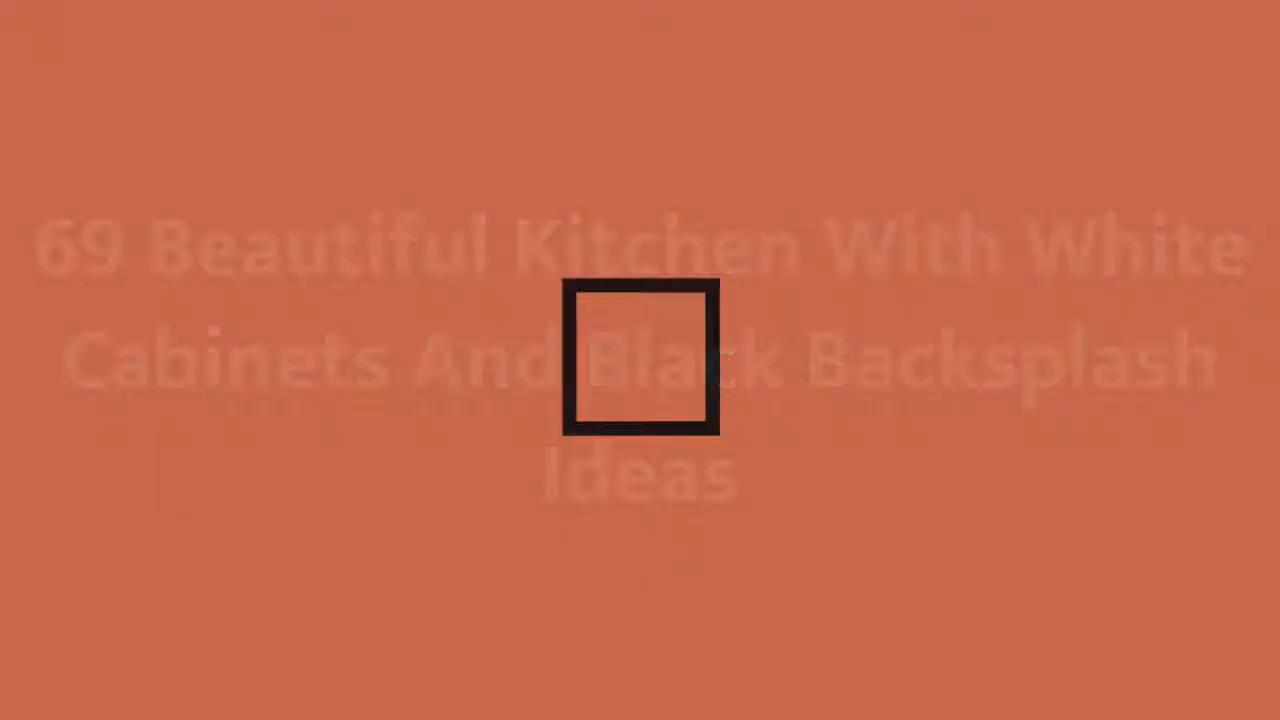 69 Beautiful Kitchen With White
Cabinets And Black Backsplash
Ideas